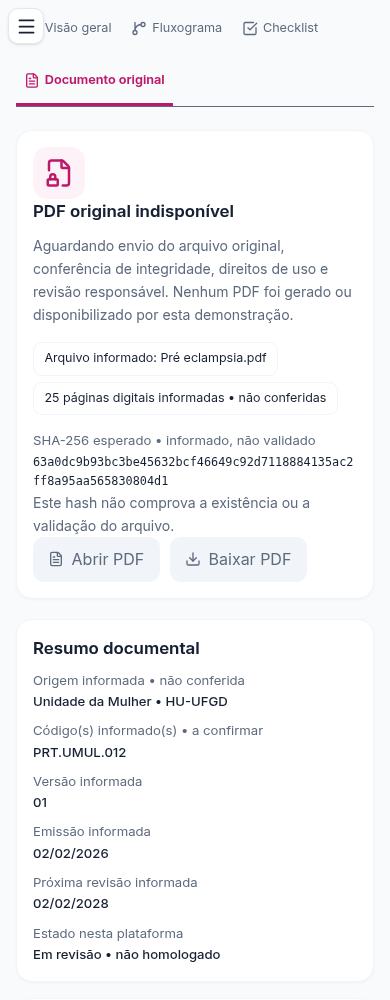 Visão geral
Fluxograma
Checklist
Documento original
PDF original indisponível
Aguardando envio do arquivo original,
conferência de integridade, direitos de uso e
revisão responsável. Nenhum PDF foi gerado ou
disponibilizado por esta demonstração.
Arquivo informado: Pré eclampsia.pdf
25 páginas digitais informadas • não conferidas
SHA-256 esperado • informado, não validado
63a0dc9b93bc3be45632bcf46649c92d7118884135ac2
ff8a95aa565830804d1
Este hash não comprova a existência ou a
validação do arquivo.
Abrir PDF
Baixar PDF
Resumo documental
Origem informada • não conferida
Unidade da Mulher • HU-UFGD
Código(s) informado(s) • a confirmar
PRT.UMUL.012
Versão informada
01
Emissão informada
02/02/2026
Próxima revisão informada
02/02/2028
Estado nesta plataforma
Em revisão • não homologado